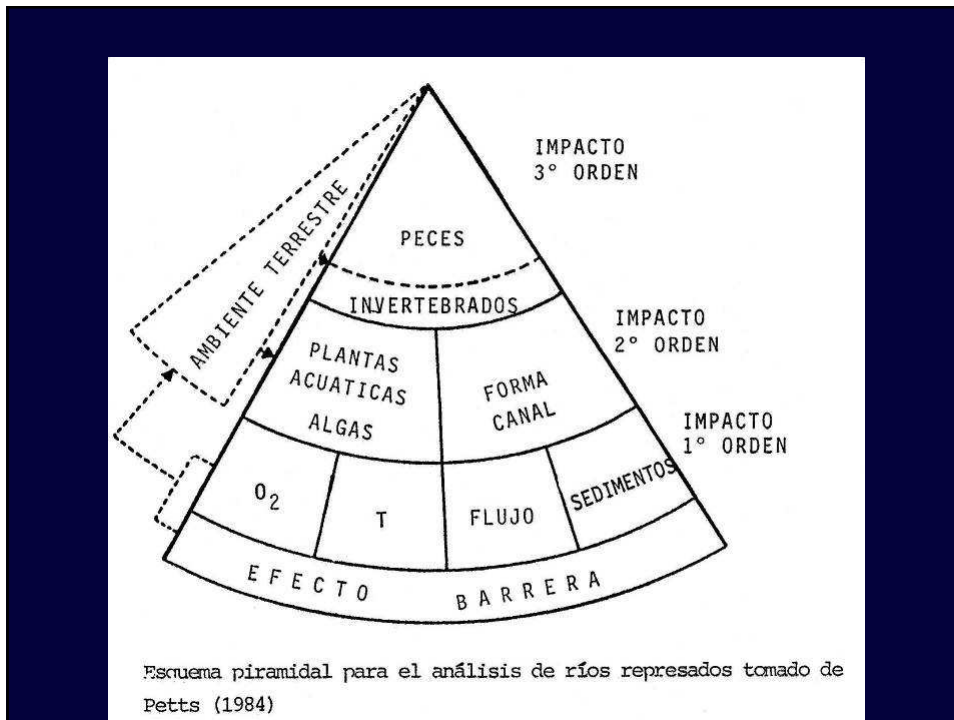 IMPACTO
3° ORDEN
AMBIENTE TERRESTRE
PECES
INVERTEBRADOS
IMPACTO
2° ORDEN
PLANTAS
ACUATICAS
ALGAS
FORMA
CANAL
IMPACTO
1° ORDEN
O₂
T
FLUJO
SEDIMENTOS
EFECTO BARRERA
Esquema piramidal para el análisis de ríos represados tomado de
Petts (1984)